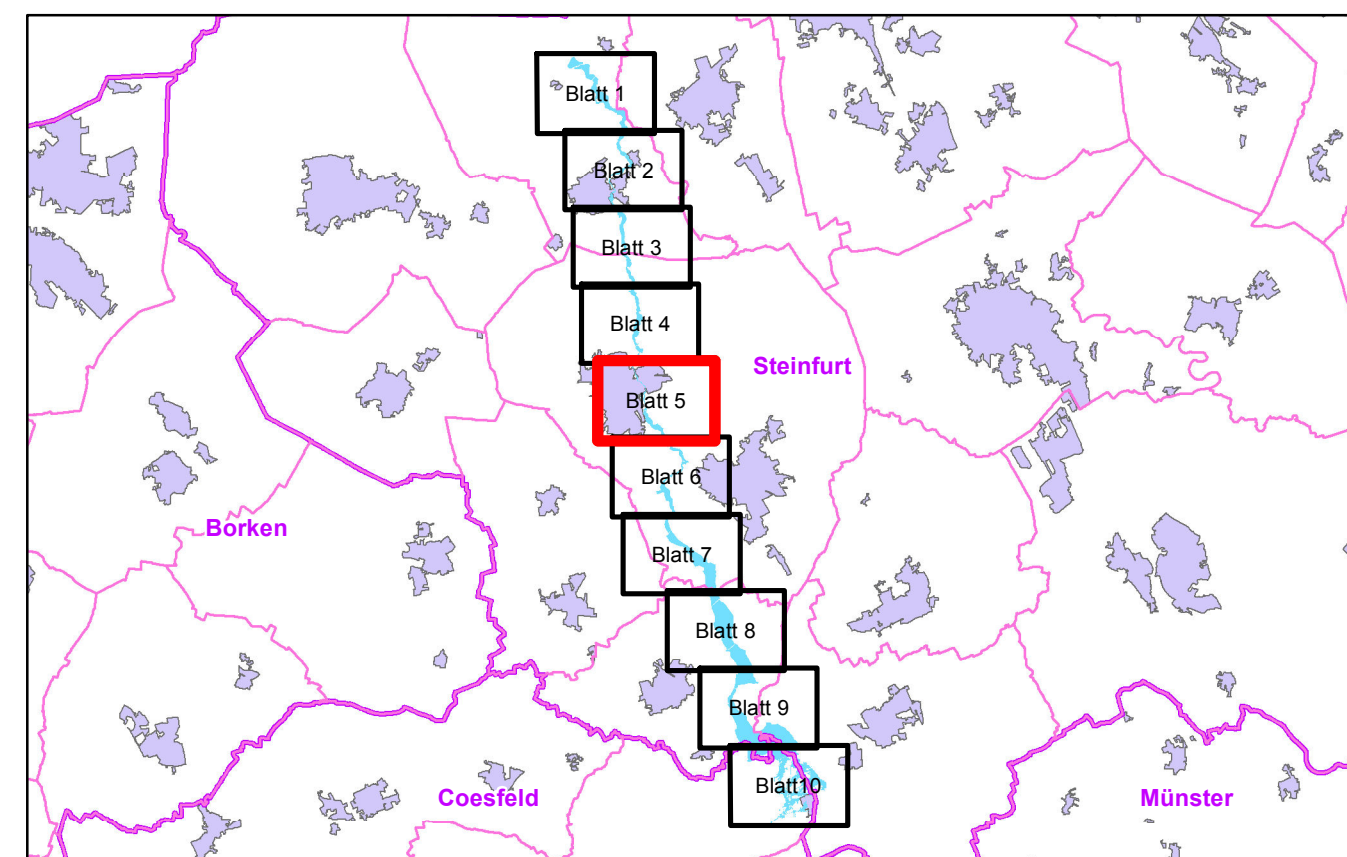 Blatt 1
Blatt 2
Blatt 3
Blatt 4
Steinfurt
Blatt 5
Blatt 6
Borken
Blatt 7
Blatt 8
Blatt 9
Blatt10
Coesfeld
Münster